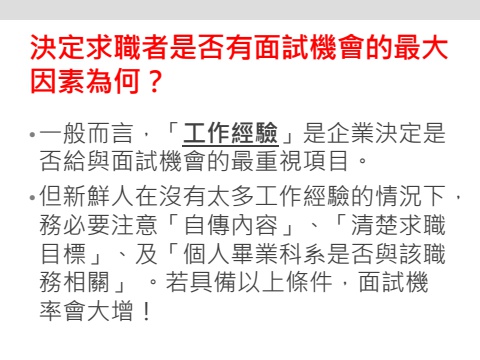 決定求職者是否有面試機會的最大
因素為何？
•一般而言，「工作經驗」是企業決定是
否給與面試機會的最重視項目。
•但新鮮人在沒有太多工作經驗的情況下，
務必要注意「自傳內容」、「清楚求職
目標」、及「個人畢業科系是否與該職
務相關」 。若具備以上條件，面試機
率會大增！